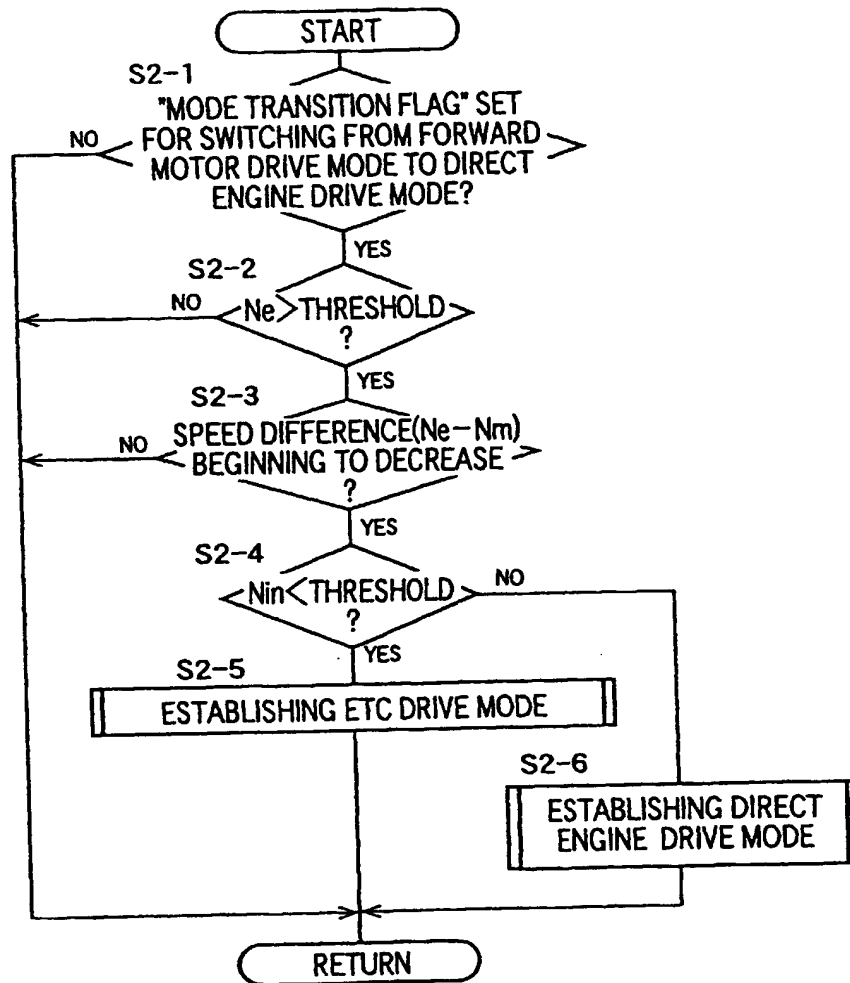 START
S2-1
"MODE TRANSITION FLAG" SET
NO
FOR SWITCHING FROM FORWARD
MOTOR DRIVE MODE TO DIRECT
ENGINE DRIVE MODE?
YES
S2-2
NO
Ne>THRESHOLD
?
YES
S2-3
NO
SPEED DIFFERENCE(Ne-Nm)
BEGINNING TO DECREASE
?
YES
S2-4
Nin<THRESHOLD
?
NO
YES
S2-5
ESTABLISHING ETC DRIVE MODE
S2-6
ESTABLISHING DIRECT
ENGINE DRIVE MODE
RETURN